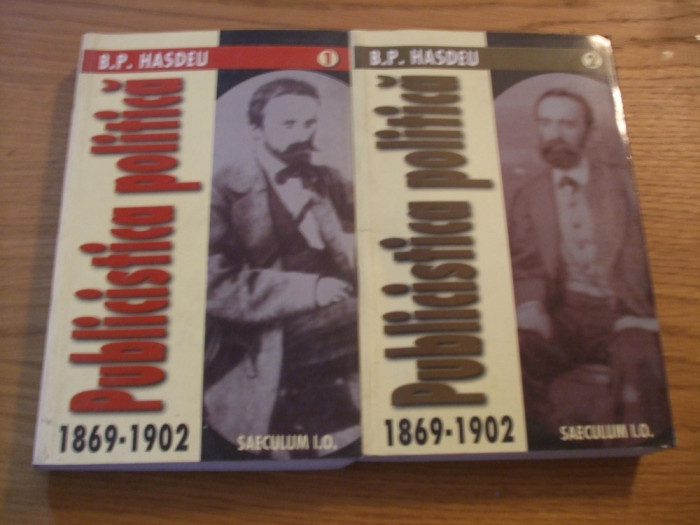 B.P. HASDEU 1
Publicistica politică
1869-1902
SAECULUM I.O.
B.P. HASDEU 2
Publicistica politică
1869-1902
SAECULUM I.O.